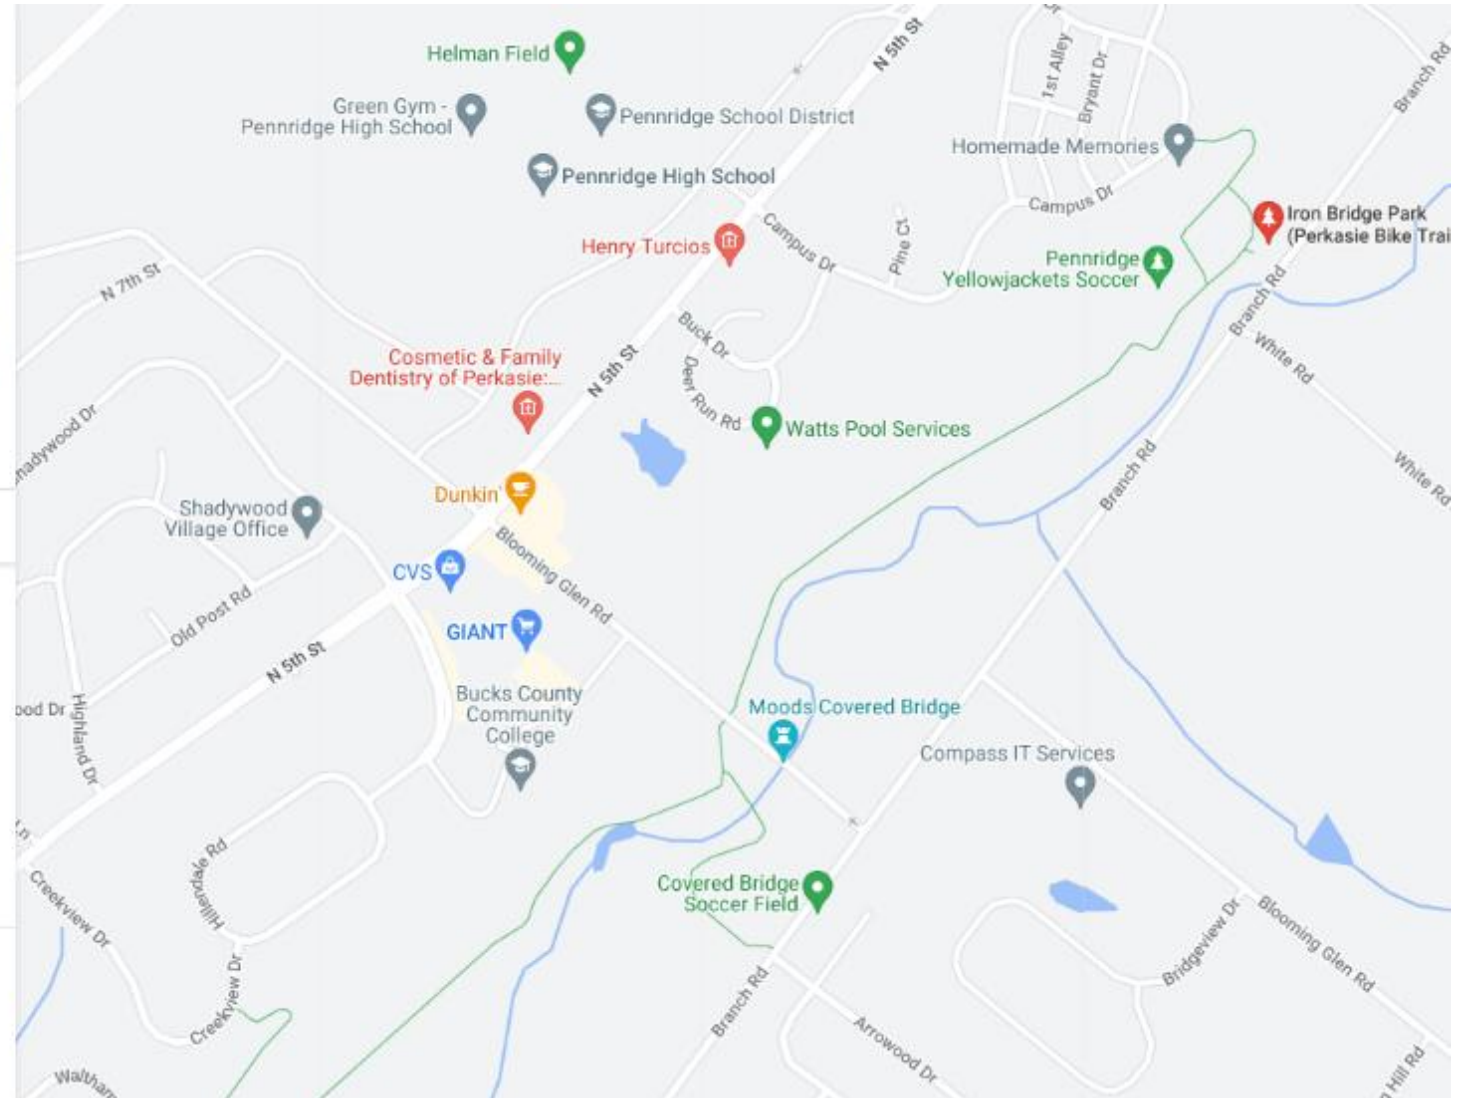 Helman Field
N 5th St
Dr
1st Alley
Bryant Dr
Branch Rd
Green Gym -
Pennridge High School
Pennridge School District
Homemade Memories
Pennridge High School
Campus Dr
Iron Bridge Park
(Perkasie Bike Trai
Henry Turcios
Campus Dr
Pine Ct
Pennridge
Yellowjackets Soccer
N 7th St
Branch Rd
Buck Dr
White Rd
Cosmetic & Family
Dentistry of Perkasie:...
N 5th St
Deer Run Rd
Watts Pool Services
hadywood Dr
Branch Rd
White Rd
Dunkin'
Shadywood
Village Office
Blooming Glen Rd
CVS
Old Post Rd
GIANT
N 5th St
ood Dr
Highland Dr
Bucks County
Community
College
Moods Covered Bridge
Compass IT Services
Ln
Hillendale Rd
Creekview Dr
Covered Bridge
Soccer Field
Bridgeview Dr
Blooming Glen Rd
Creekview Dr
Branch Rd
Arrowood Dr
Waltham
Hill Rd